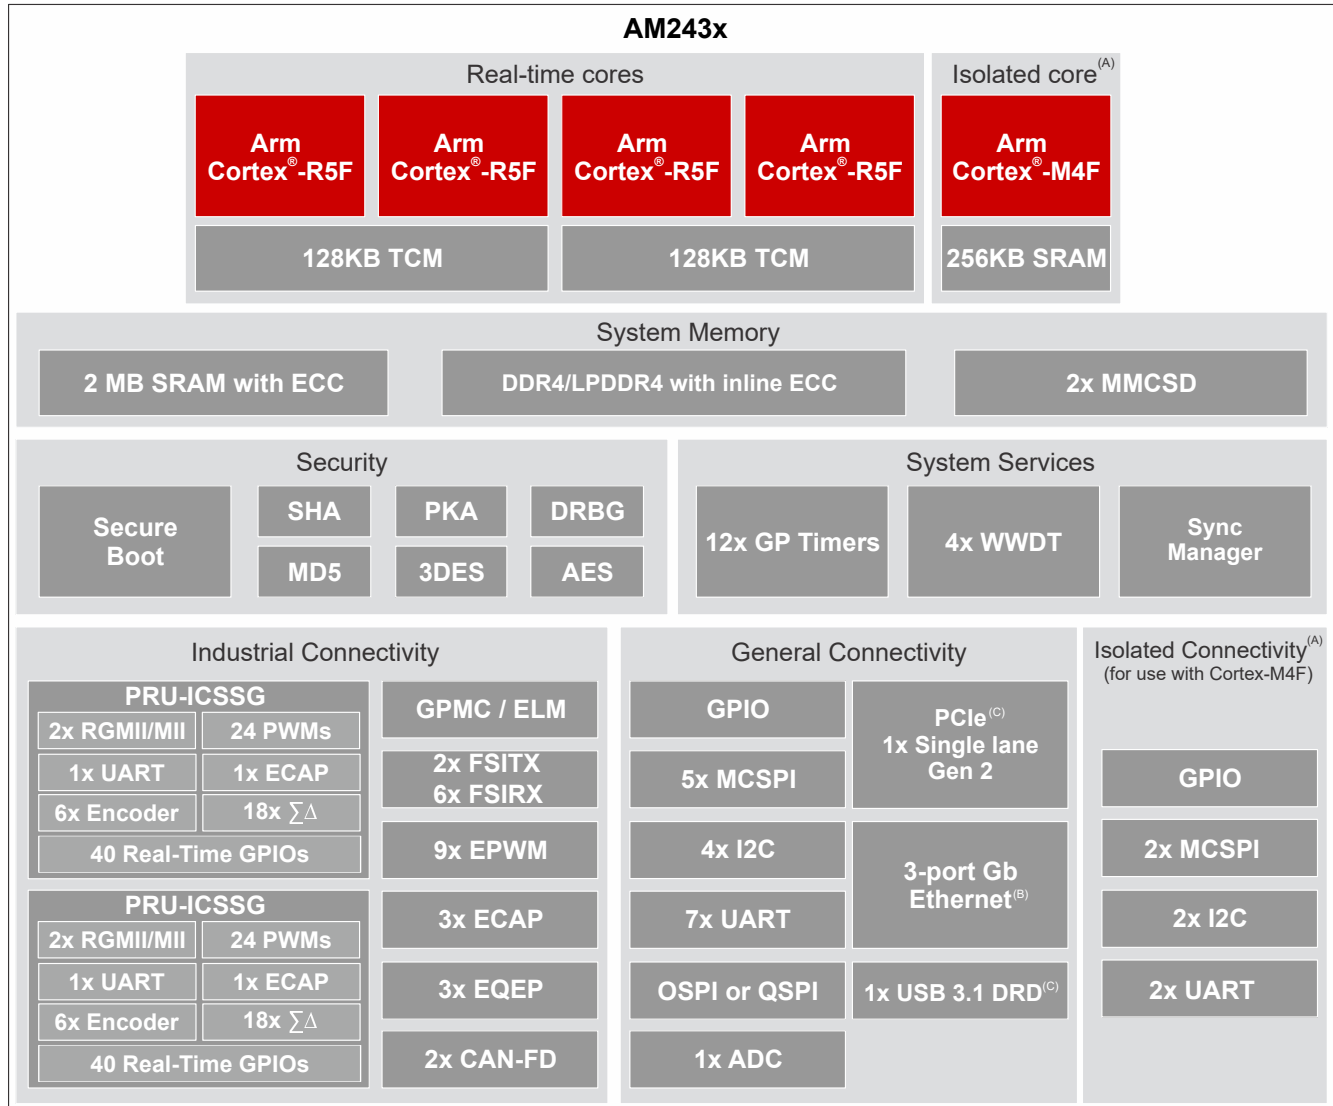 AM243x
Real-time cores
Isolated core(A)
Arm
Cortex®-R5F
Arm
Cortex®-R5F
Arm
Cortex®-R5F
Arm
Cortex®-R5F
Arm
Cortex®-M4F
128KB TCM
128KB TCM
256KB SRAM
System Memory
2 MB SRAM with ECC
DDR4/LPDDR4 with inline ECC
2x MMCSD
Security
Secure
Boot
SHA
PKA
DRBG
MD5
3DES
AES
System Services
12x GP Timers
4x WWDT
Sync
Manager
Industrial Connectivity
PRU-ICSSG
2x RGMII/MII
24 PWMs
1x UART
1x ECAP
6x Encoder
18x ∑∆
40 Real-Time GPIOs
PRU-ICSSG
2x RGMII/MII
24 PWMs
1x UART
1x ECAP
6x Encoder
18x ∑∆
40 Real-Time GPIOs
GPMC / ELM
2x FSITX
6x FSIRX
9x EPWM
3x ECAP
3x EQEP
2x CAN-FD
General Connectivity
GPIO
5x MCSPI
4x I2C
7x UART
OSPI or QSPI
1x ADC
PCIe(C)
1x Single lane
Gen 2
3-port Gb
Ethernet(B)
1x USB 3.1 DRD(C)
Isolated Connectivity(A)
(for use with Cortex-M4F)
GPIO
2x MCSPI
2x I2C
2x UART